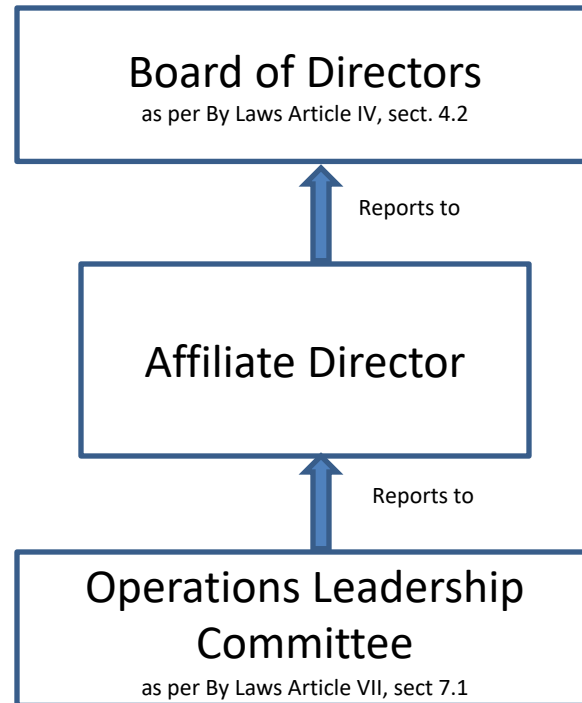 Board of Directors
as per By Laws Article IV, sect. 4.2
Reports to
Affiliate Director
Reports to
Operations Leadership
Committee
as per By Laws Article VII, sect 7.1